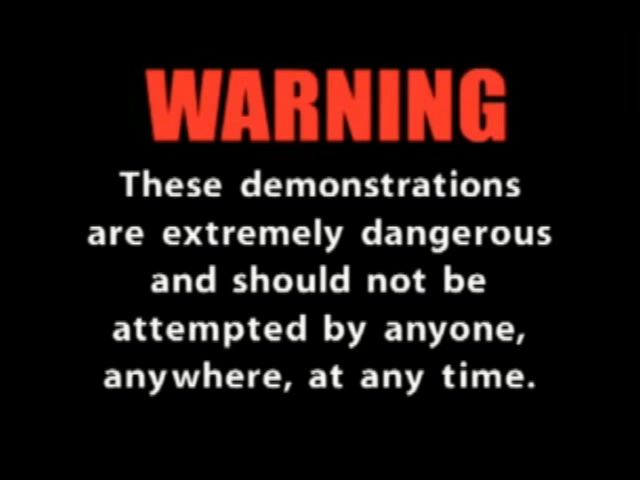 WARNING
These demonstrations
are extremely dangerous
and should not be
attempted by anyone,
anywhere, at any time.